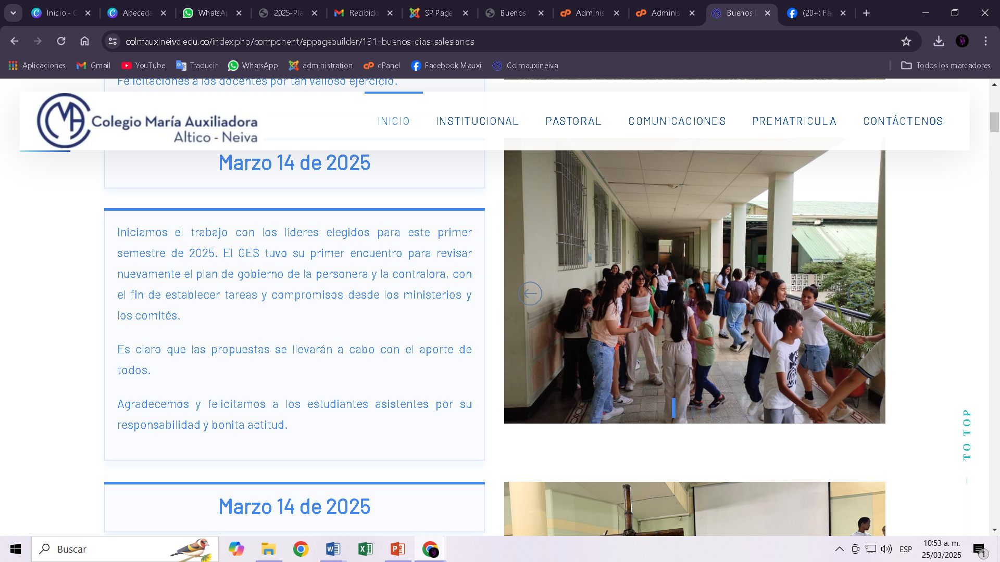 Inicio - C
Abeceda
WhatsAp
2025-Pla
Recibido
SP Page
Buenos D
Adminis
Adminis
Buenos D
(20+) Fa
colmauxineiva.edu.co/index.php/component/sppagebuilder/131-buenos-dias-salesianos
Aplicaciones
Gmail
YouTube
Traducir
WhatsApp
administration
cPanel
Facebook Mauxi
Colmauxineiva
Todos los marcadores
Felicitaciones a los docentes por tan valioso ejercicio.
Colegio María Auxiliadora
Altico - Neiva
INICIO
INSTITUCIONAL
PASTORAL
COMUNICACIONES
PREMATRICULA
CONTÁCTENOS
Marzo 14 de 2025
Iniciamos el trabajo con los líderes elegidos para este primer
semestre de 2025. El GES tuvo su primer encuentro para revisar
nuevamente el plan de gobierno de la personera y la contralora, con
el fin de establecer tareas y compromisos desde los ministerios y
los comités.
Es claro que las propuestas se llevarán a cabo con el aporte de
todos.
Agradecemos y felicitamos a los estudiantes asistentes por su
responsabilidad y bonita actitud.
TO TOP
Marzo 14 de 2025
Buscar
ESP
10:53 a. m.
25/03/2025
1